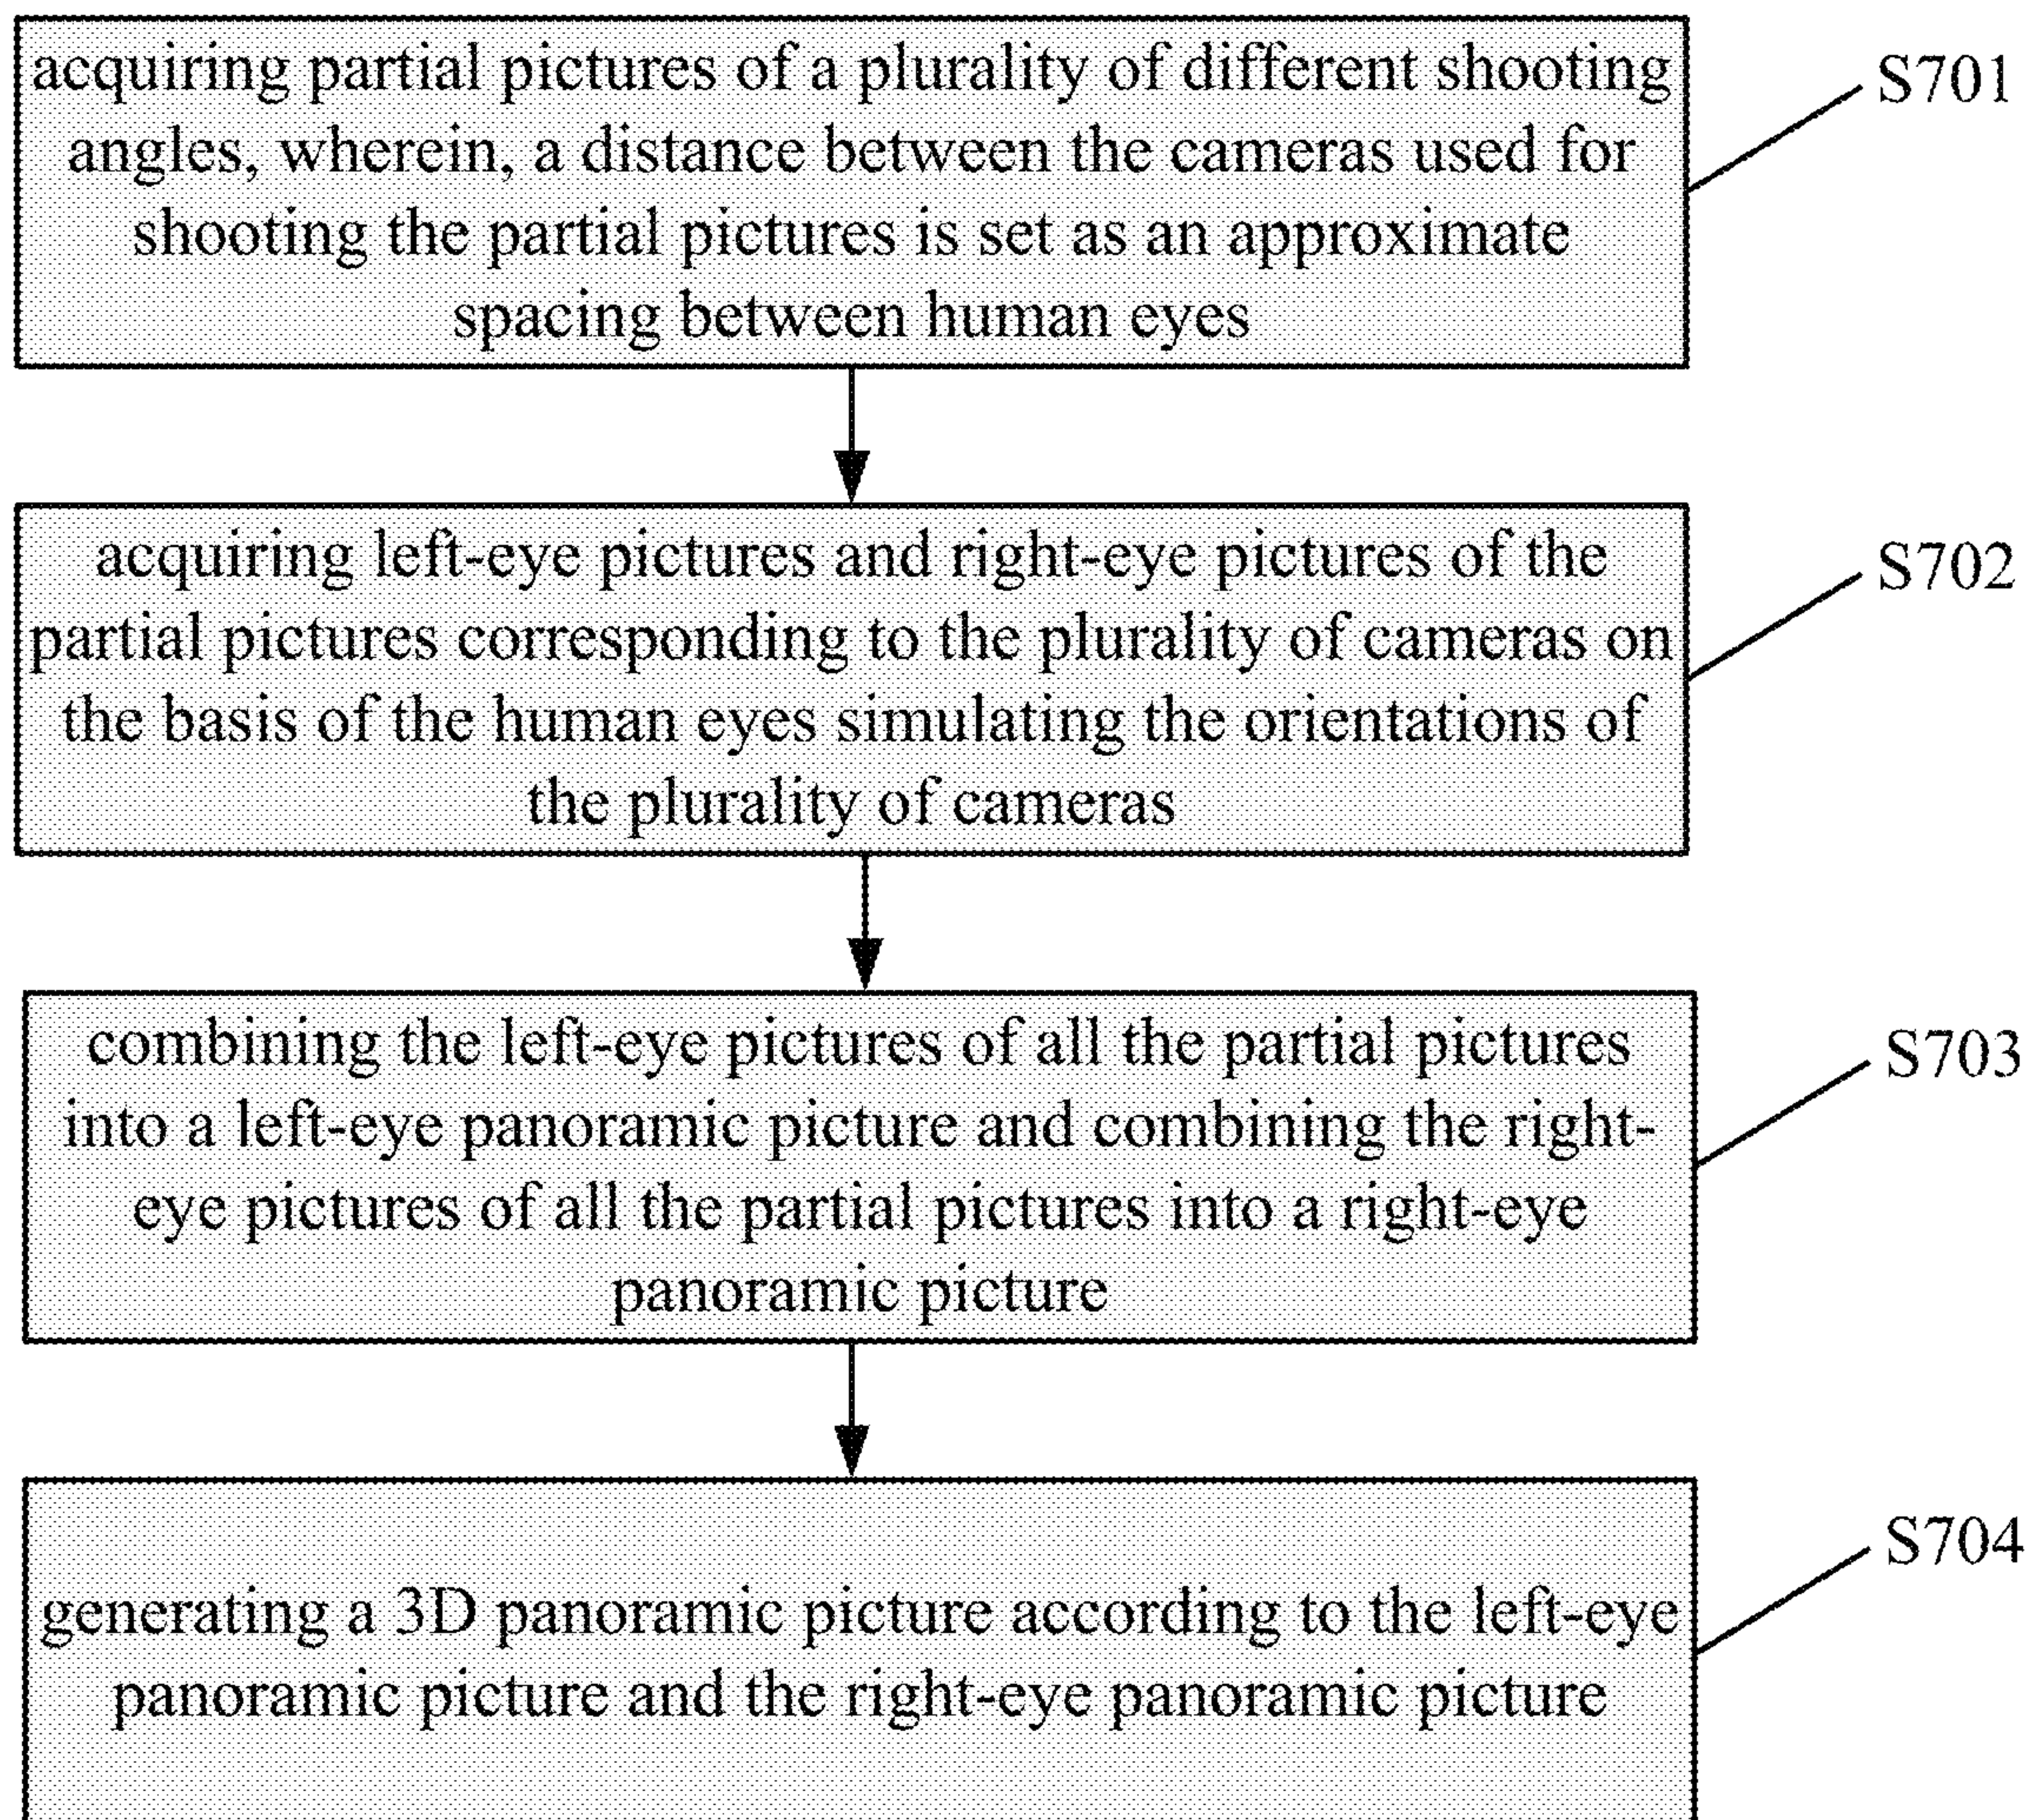 acquiring partial pictures of a plurality of different shooting
angles, wherein, a distance between the cameras used for
shooting the partial pictures is set as an approximate
spacing between human eyes
S701
acquiring left-eye pictures and right-eye pictures of the
partial pictures corresponding to the plurality of cameras on
the basis of the human eyes simulating the orientations of
the plurality of cameras
S702
combining the left-eye pictures of all the partial pictures
into a left-eye panoramic picture and combining the right-
eye pictures of all the partial pictures into a right-eye
panoramic picture
S703
generating a 3D panoramic picture according to the left-eye
panoramic picture and the right-eye panoramic picture
S704